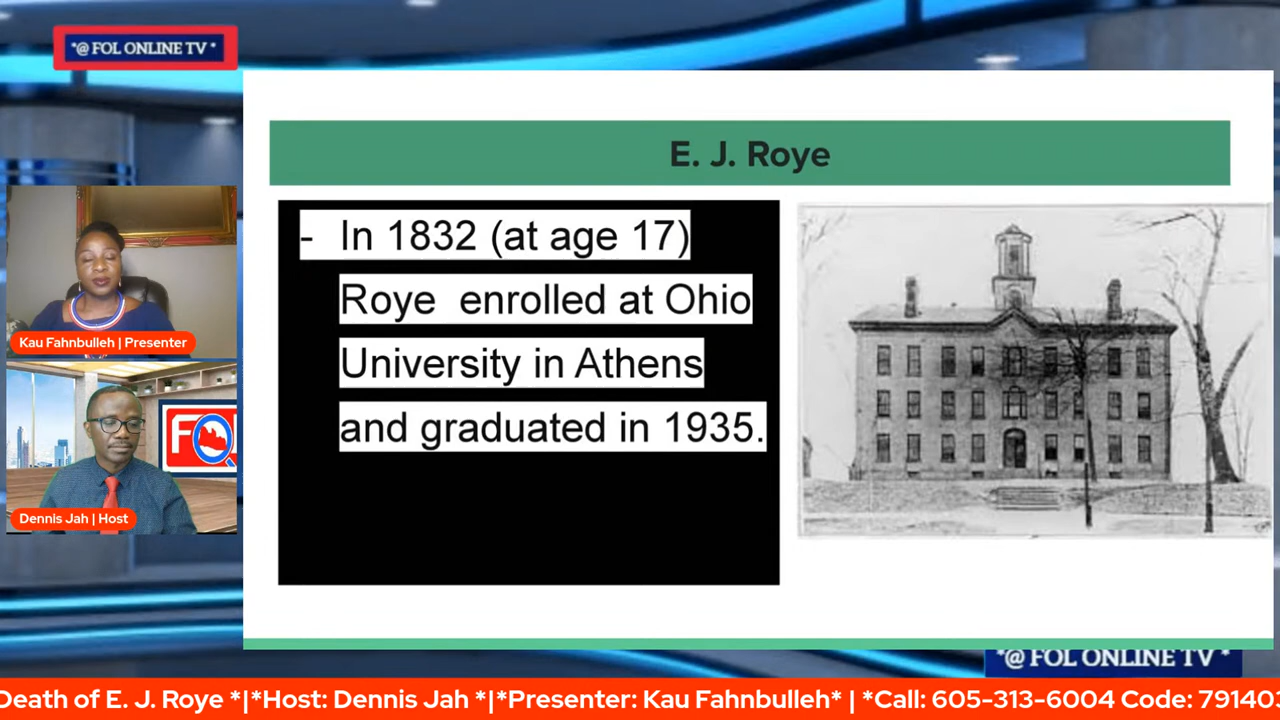 *@ FOL ONLINE TV *
E. J. Roye
- In 1832 (at age 17)
Roye enrolled at Ohio
University in Athens
and graduated in 1935.
Kau Fahnbulleh | Presenter
FOL
Dennis Jah | Host
*@ FOL ONLINE TV *
Death of E. J. Roye *|*Host: Dennis Jah *|*Presenter: Kau Fahnbulleh* | *Call: 605-313-6004 Code: 791403